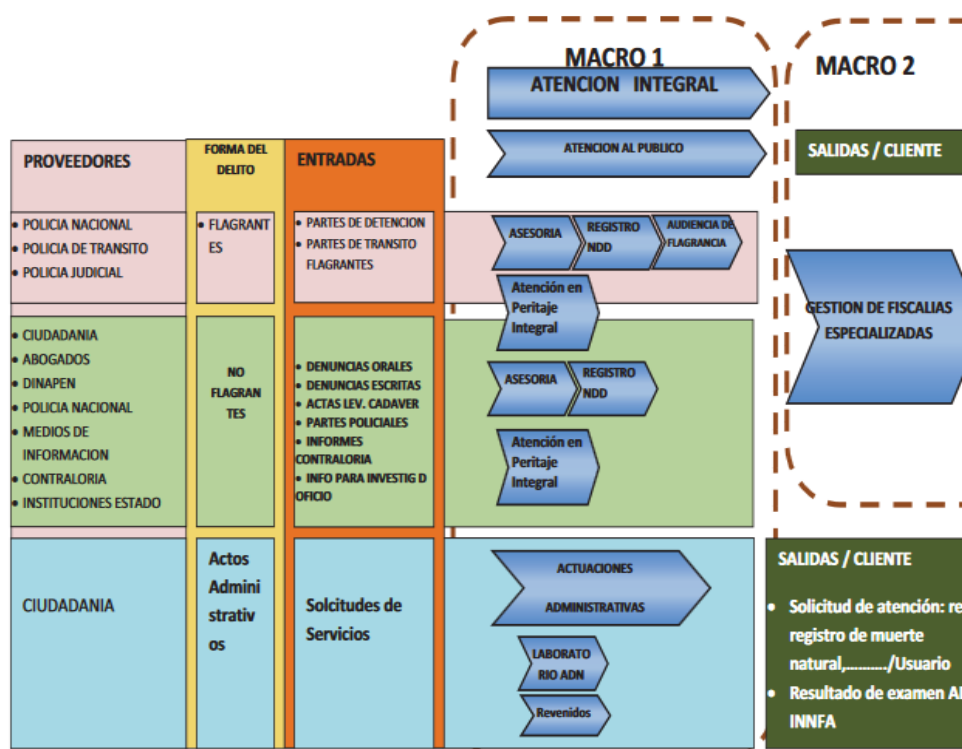 MACRO 1
ATENCION INTEGRAL
MACRO 2
ATENCION AL PUBLICO
SALIDAS / CLIENTE
PROVEEDORES
FORMA DEL
DELITO
ENTRADAS
• POLICIA NACIONAL
• POLICIA DE TRANSITO
• POLICIA JUDICIAL
• FLAGRANT
ES
• PARTES DE DETENCION
• PARTES DE TRANSITO
FLAGRANTES
ASESORIA
REGISTRO
NDD
AUDIENCIA DE
FLAGRANCIA
Atención en
Peritaje
Integral
GESTION DE FISCALIAS
ESPECIALIZADAS
• CIUDADANIA
• ABOGADOS
• DINAPEN
• POLICIA NACIONAL
• MEDIOS DE
INFORMACION
• CONTRALORIA
• INSTITUCIONES ESTADO
NO
FLAGRAN
TES
• DENUNCIAS ORALES
• DENUNCIAS ESCRITAS
• ACTAS LEV. CADAVER
• PARTES POLICIALES
• INFORMES
CONTRALORIA
• INFO PARA INVESTIG D
OFICIO
ASESORIA
REGISTRO
NDD
Atención en
Peritaje
Integral
CIUDADANIA
Actos
Admini
strativ
os
Solcitudes de
Servicios
ACTUACIONES
ADMINISTRATIVAS
LABORATO
RIO ADN
Revenidos
SALIDAS / CLIENTE
• Solicitud de atención: re
registro de muerte
natural,........../Usuario
• Resultado de examen
INNFA